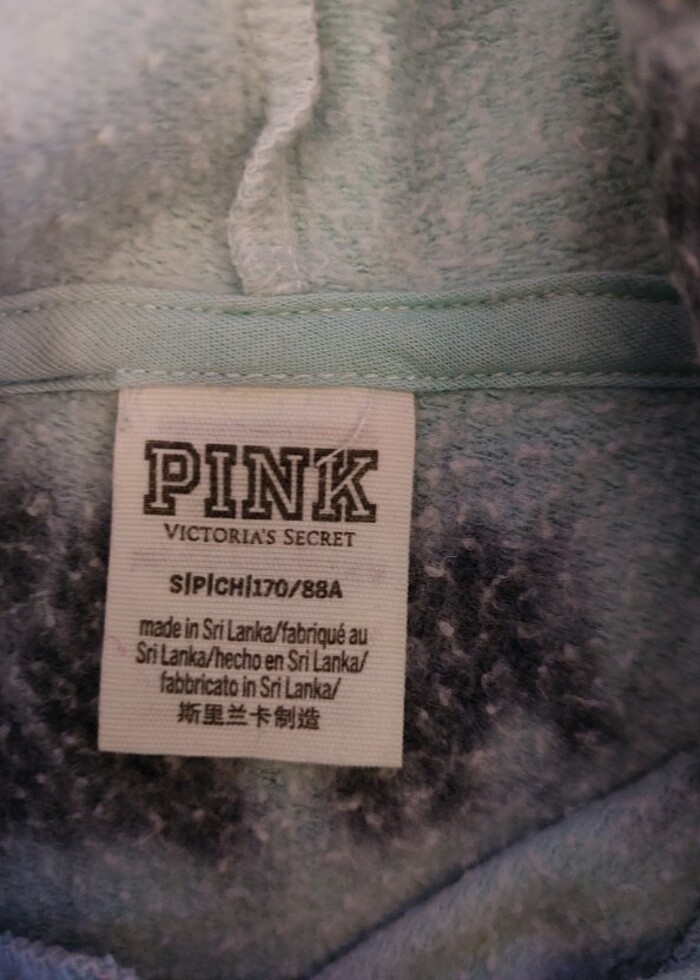 PINK
VICTORIA'S SECRET
S|P|CH|170/88A
made in Sri Lanka/fabriqué au
Sri Lanka/hecho en Sri Lanka/
fabbricato in Sri Lanka/
斯里兰卡制造